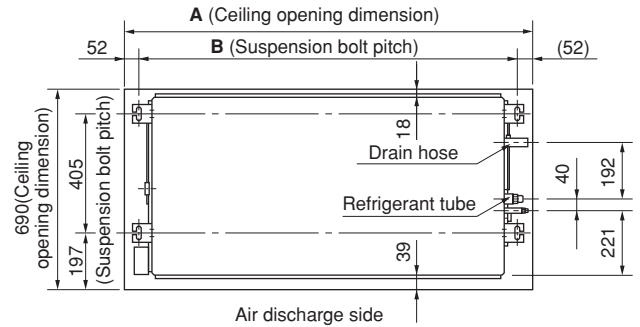 A (Ceiling opening dimension)
52
B (Suspension bolt pitch)
(52)
690(Ceiling
opening dimension)
405
(Suspension bolt pitch)
197
18
Drain hose
192
40
Refrigerant tube
39
221
Air discharge side